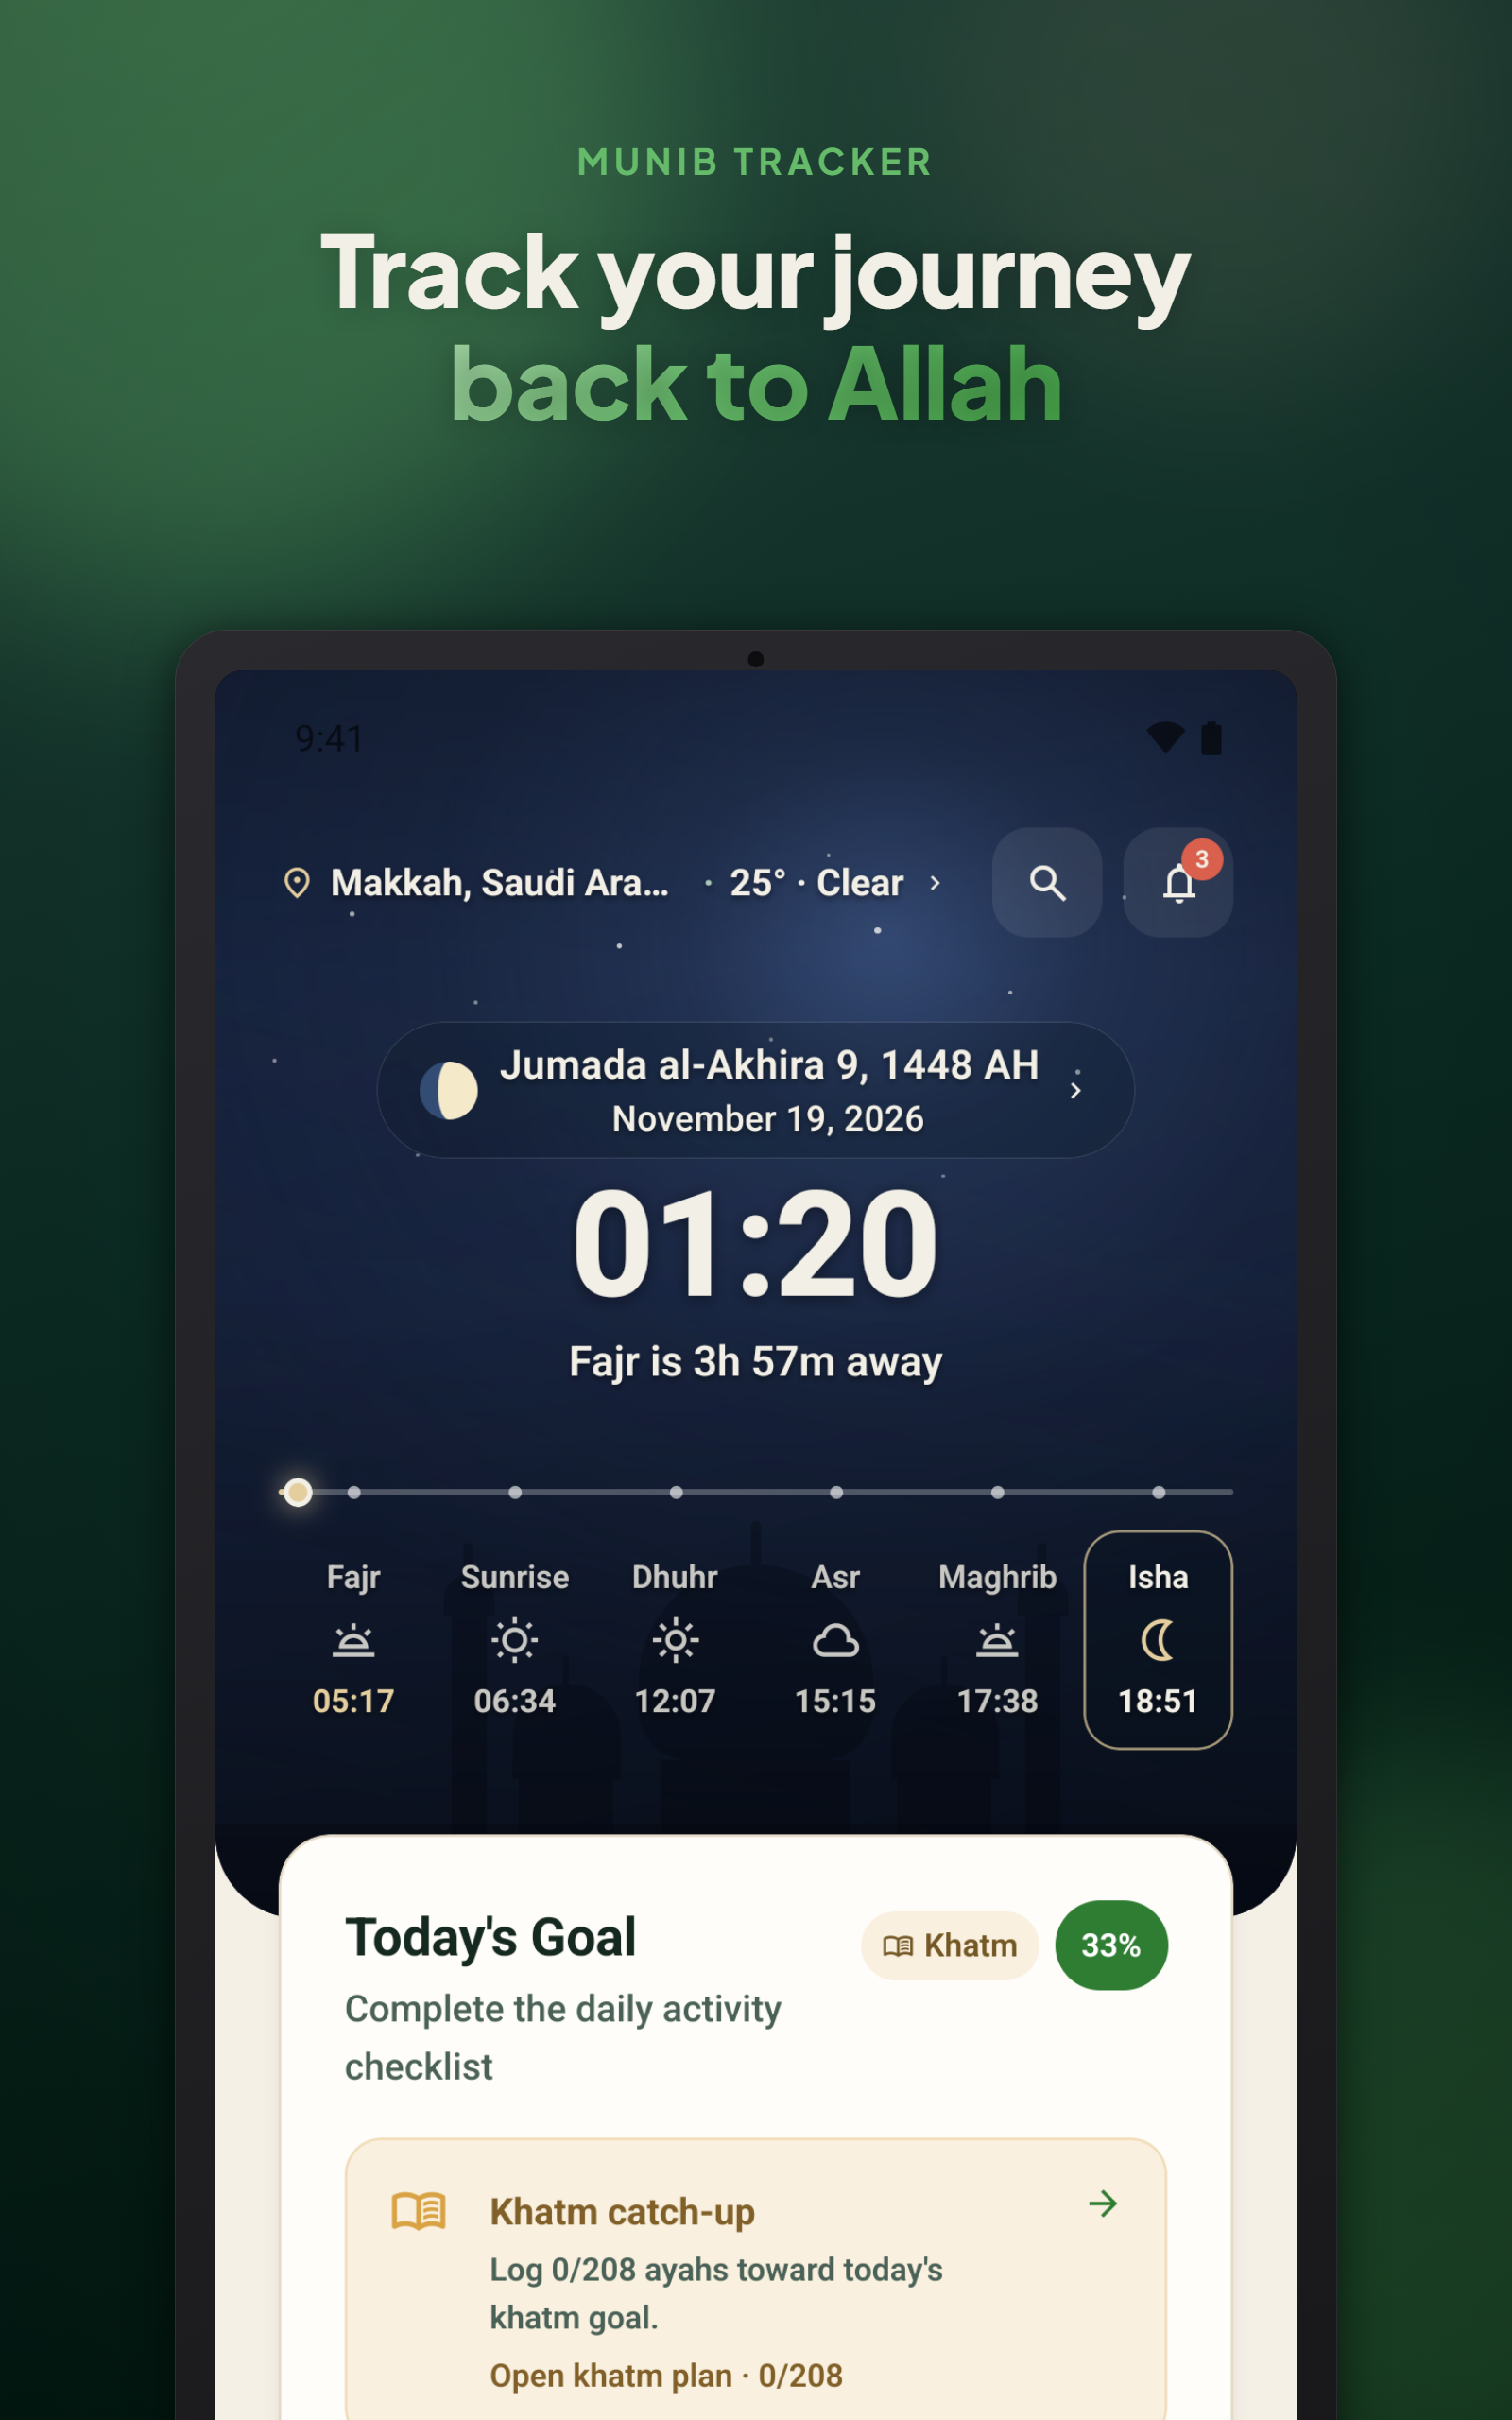 MUNIB TRACKER
Track your journey
back to Allah
9:41
Makkah, Saudi Ara... · 25° · Clear
3
Jumada al-Akhira 9, 1448 AH
November 19, 2026
01:20
Fajr is 3h 57m away
Fajr Sunrise Dhuhr Asr Maghrib Isha
05:17 06:34 12:07 15:15 17:38 18:51
Today's Goal
Khatm 33%
Complete the daily activity
checklist
Khatm catch-up
Log 0/208 ayahs toward today's
khatm goal.
Open khatm plan · 0/208